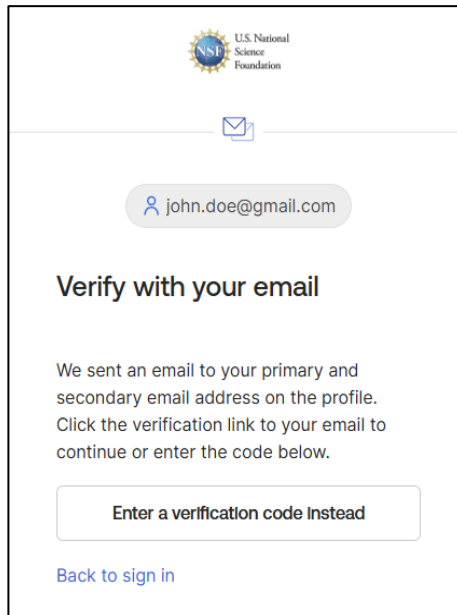 NSF
U.S. National
Science
Foundation
john.doe@gmail.com
Verify with your email
We sent an email to your primary and
secondary email address on the profile.
Click the verification link to your email to
continue or enter the code below.
Enter a verification code instead
Back to sign in